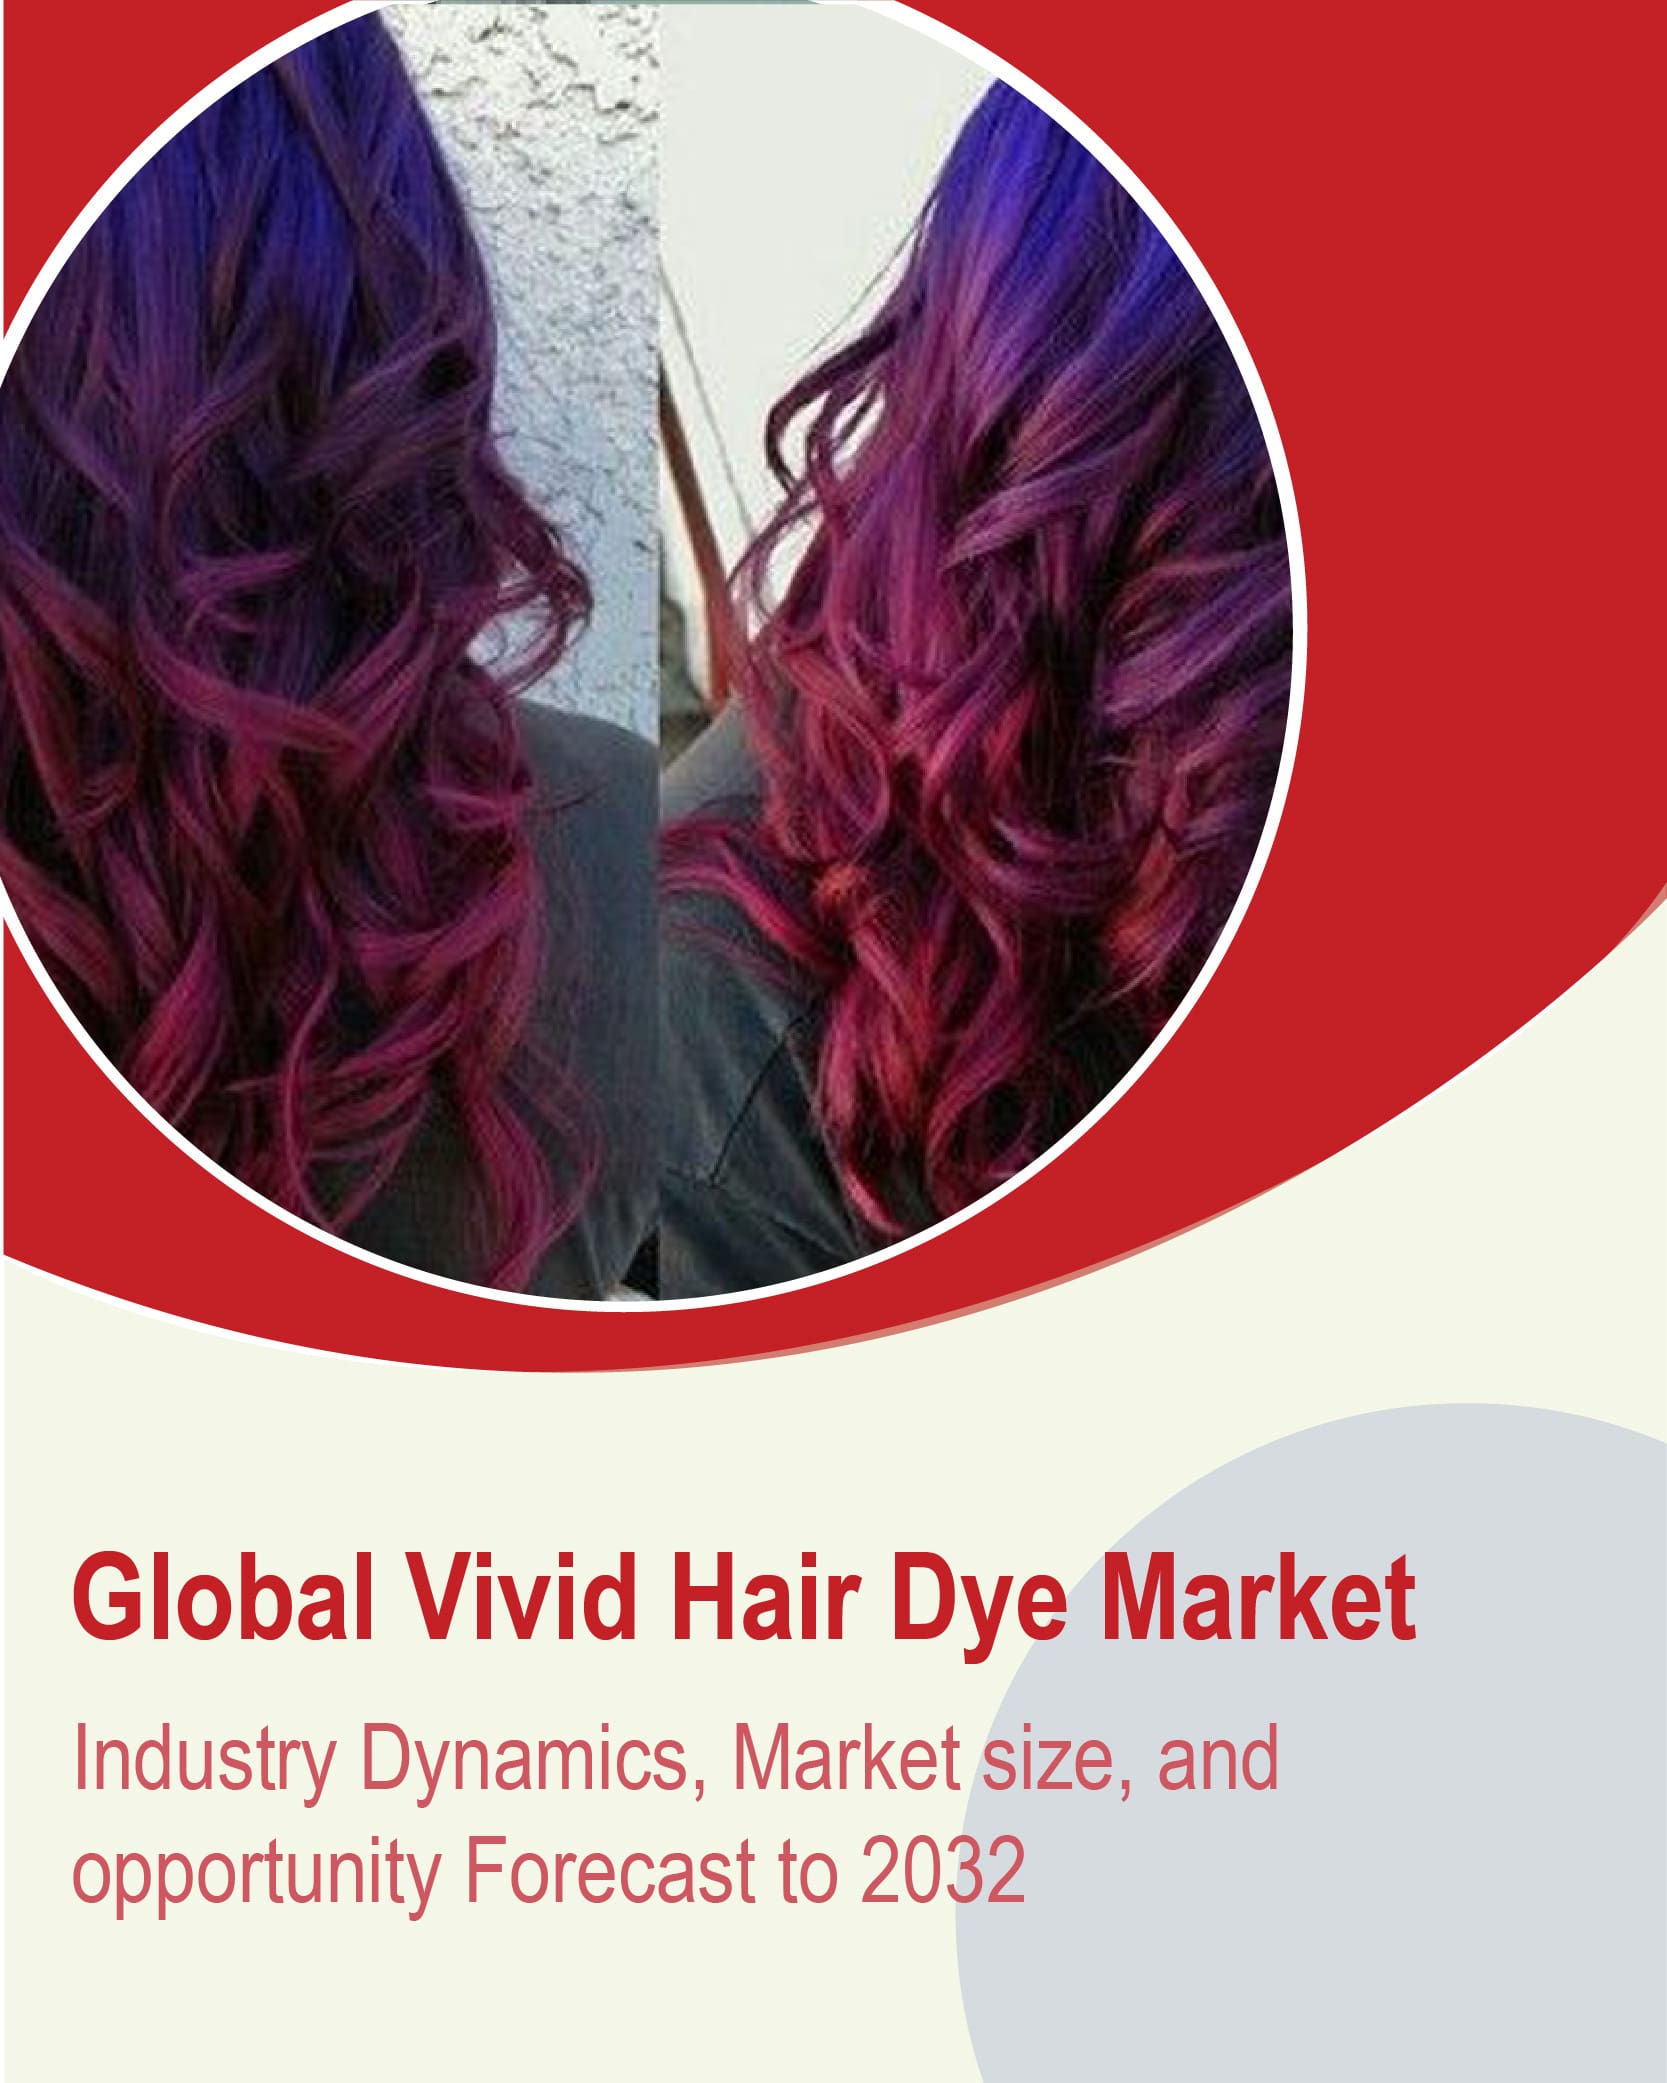 Global Vivid Hair Dye Market
Industry Dynamics, Market size, and
opportunity Forecast to 2032